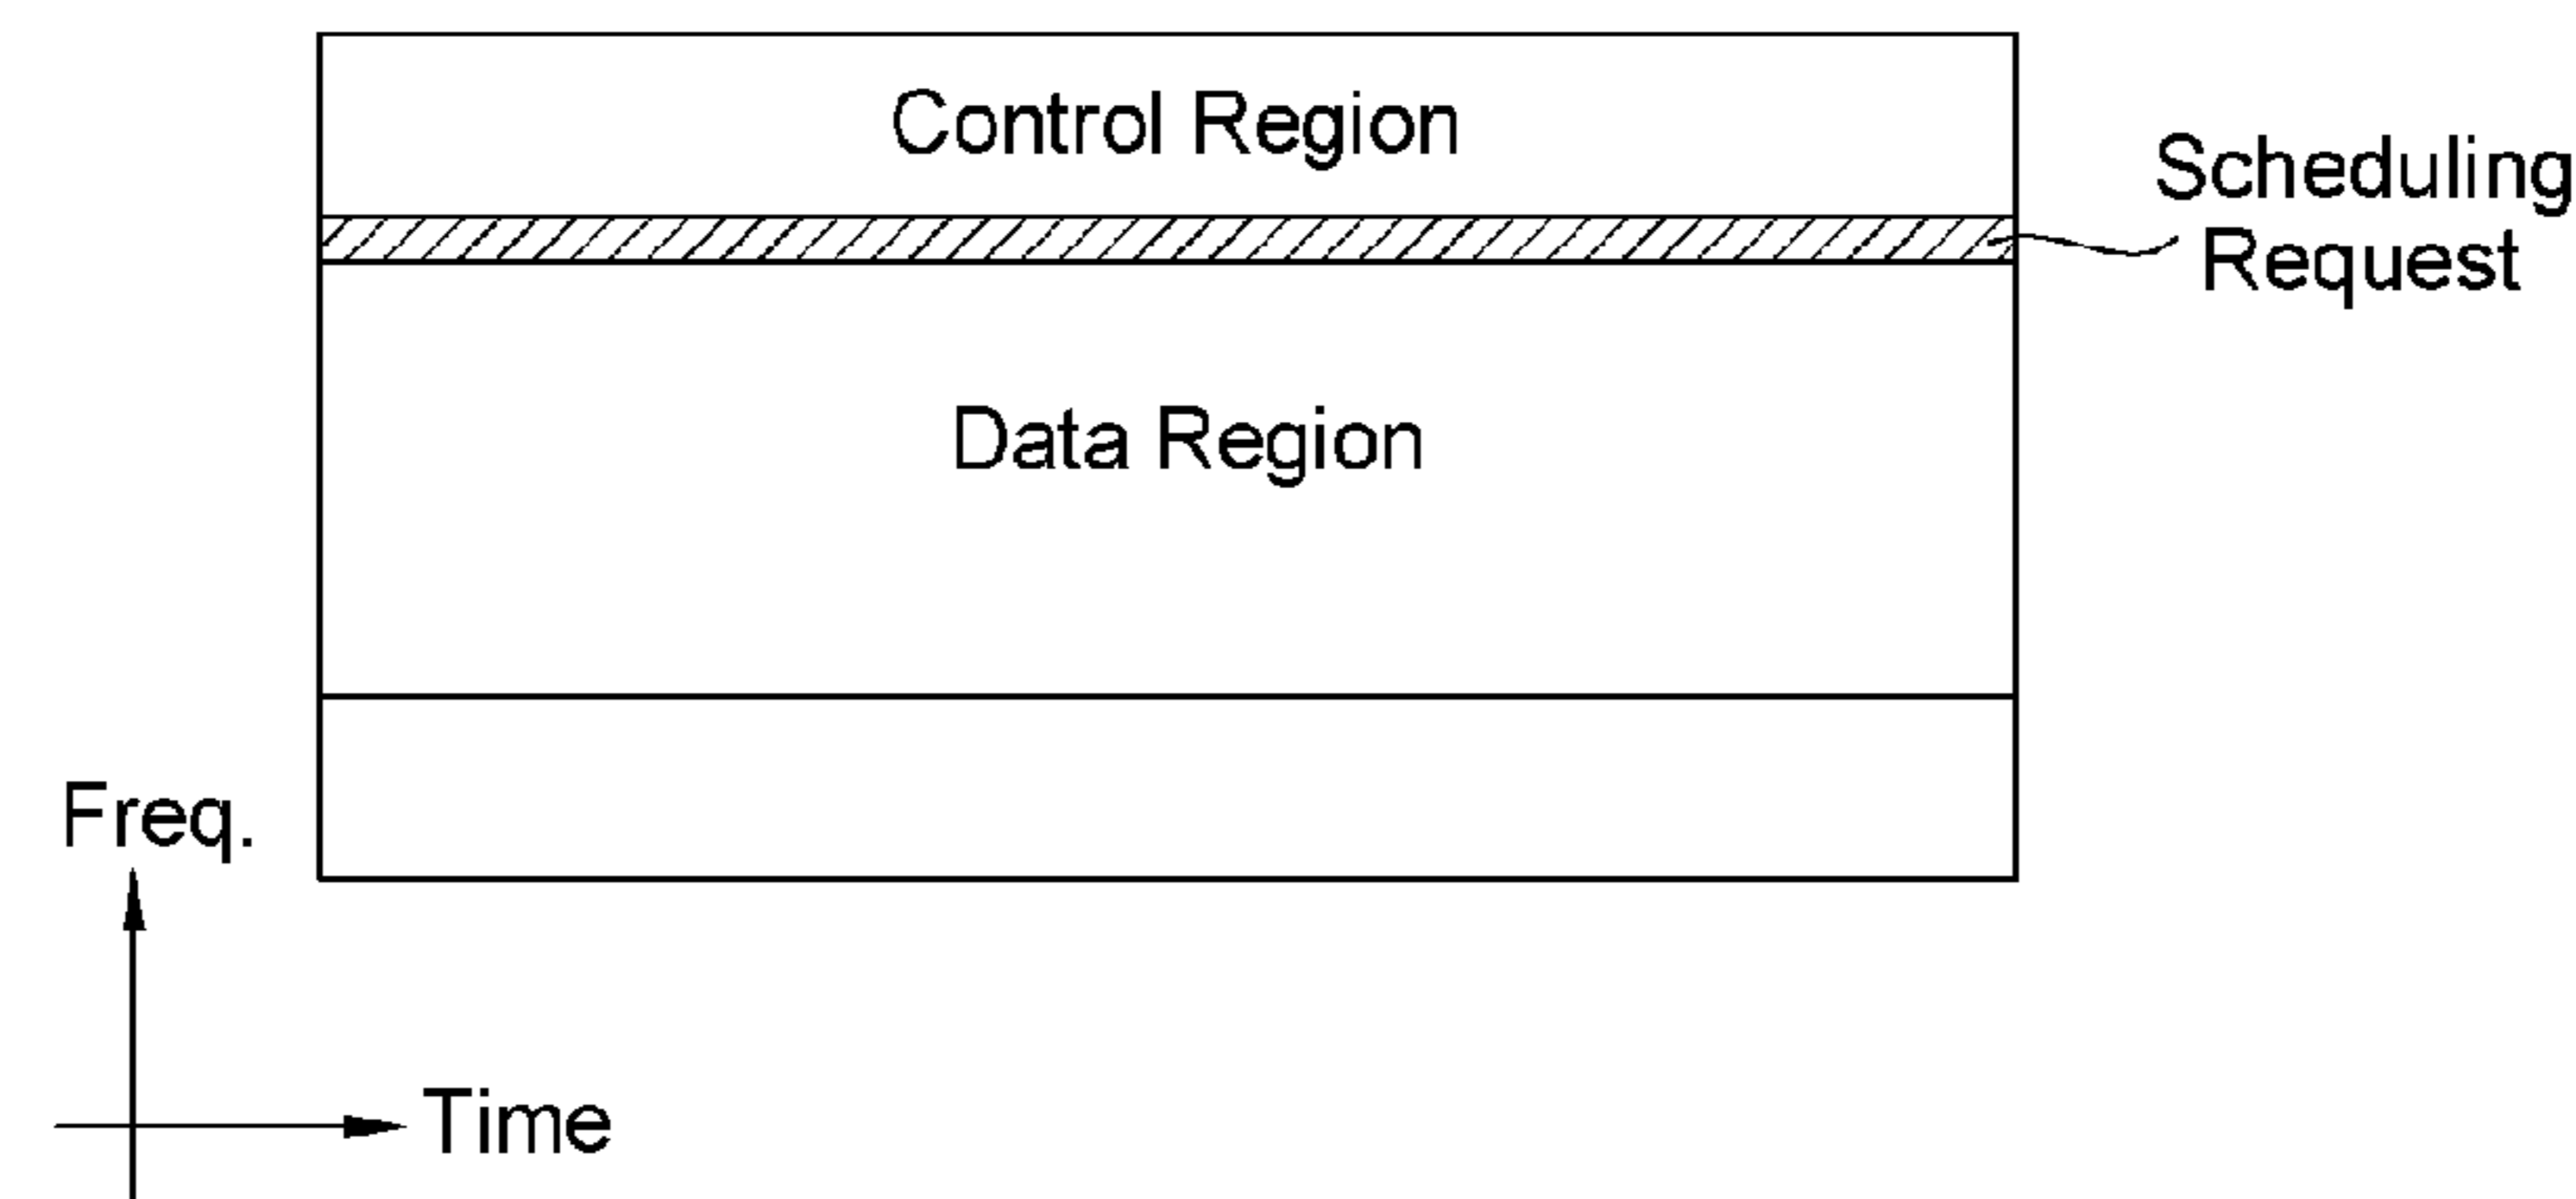 Control Region
Scheduling
Request
Data Region
Freq.
Time